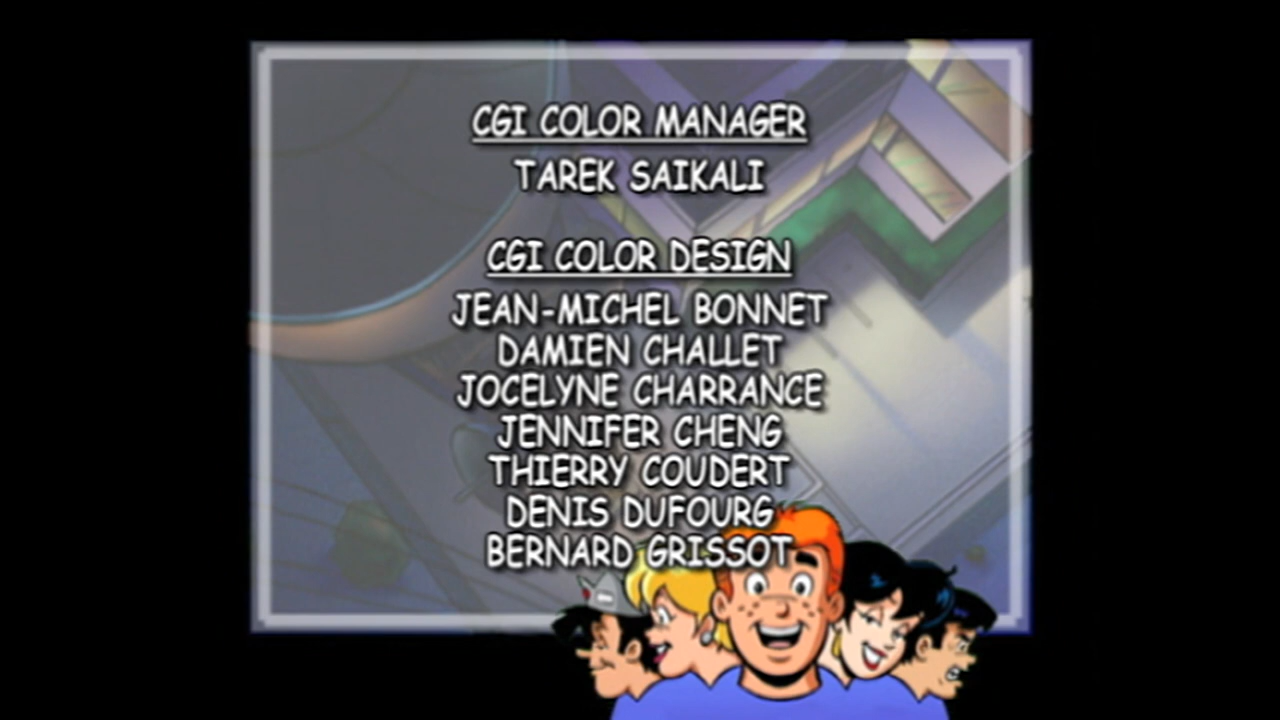 CGI COLOR MANAGER
TAREK SAIKALI
CGI COLOR DESIGN
JEAN-MICHEL BONNET
DAMIEN CHALLET
JOCELYNE CHARRANCE
JENNIFER CHENG
THIERRY COUDERT
DENIS DUFOURG
BERNARD GRISSOT